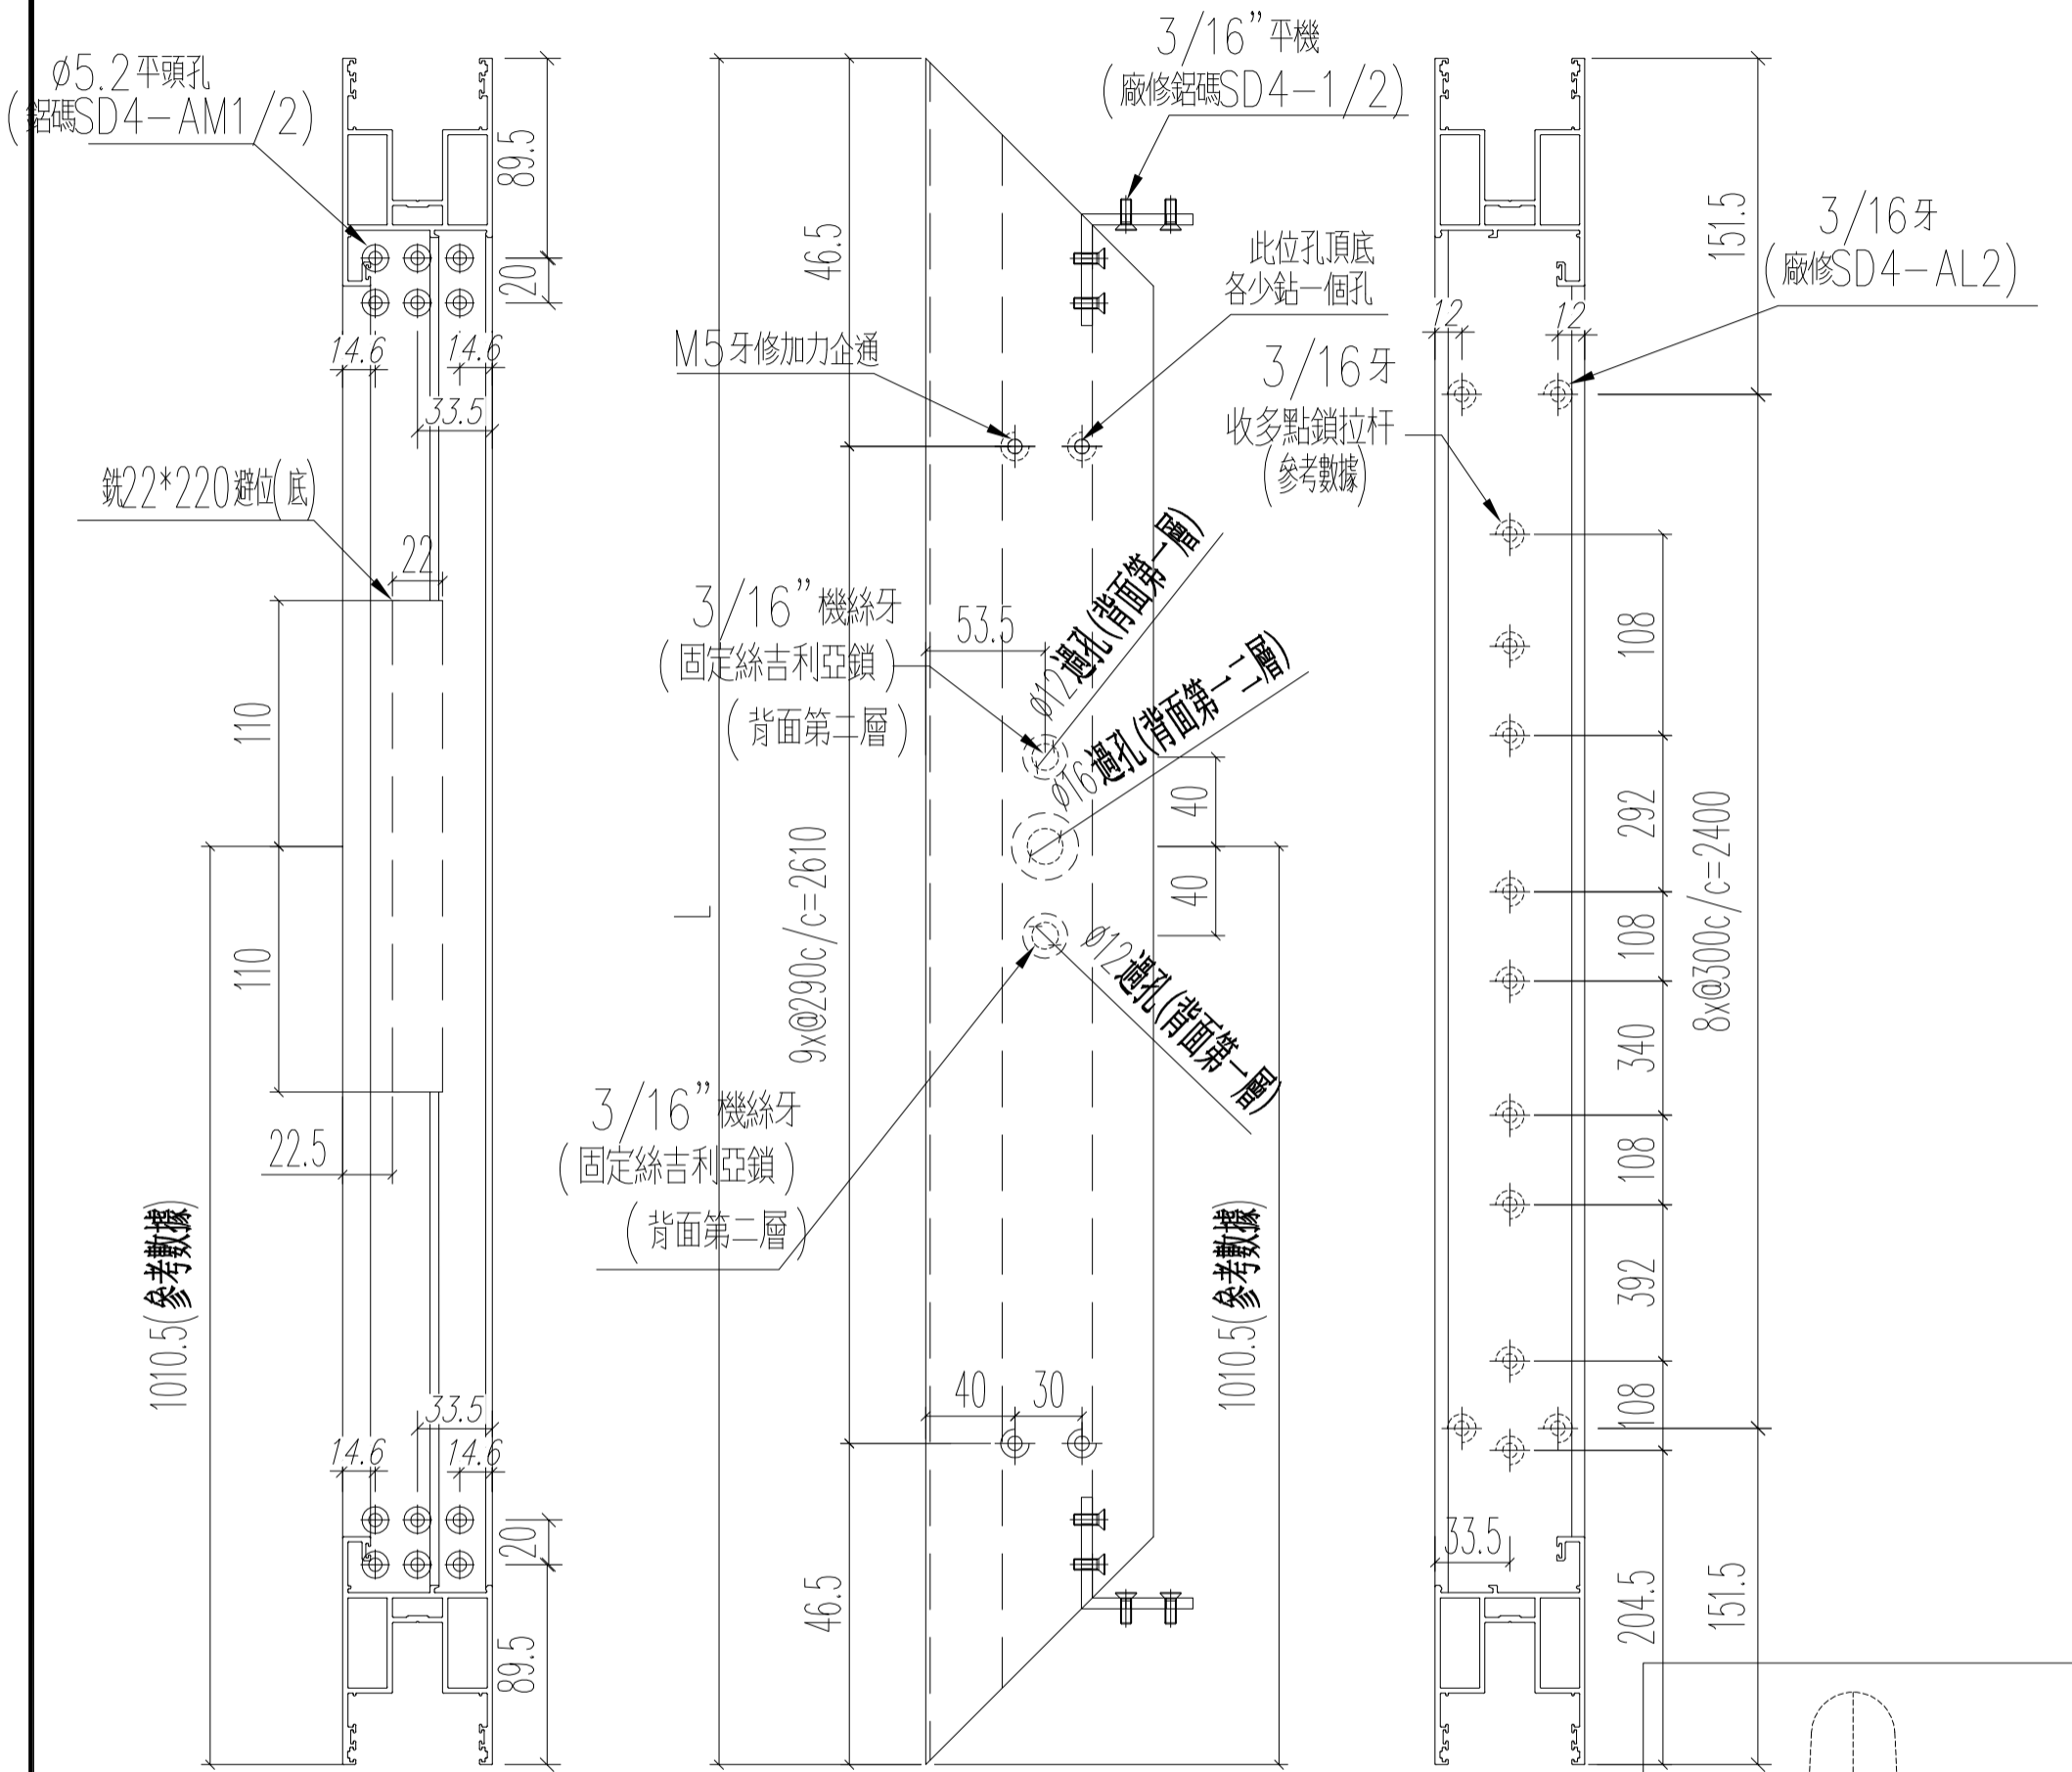 ø5.2平頭孔
(鋁碼SD4-AM1/2)
89.5
20
14.6
14.6
33.5
銑22*220避位(底)
22
110
110
22.5
1010.5(參考數據)
33.5
14.6
14.6
20
89.5
3/16”平機
(廠修鋁碼SD4-1/2)
46.5
此位孔頂底
各少鉆一個孔
M5牙修加力企通
3/16”機絲牙
(固定絲吉利亞鎖)
(背面第二層)
53.5
ø12過孔(背面第一層)
ø16過孔(背面第一二層)
40
40
L
9x@290c/c=2610
ø12過孔(背面第一層)
3/16”機絲牙
(固定絲吉利亞鎖)
(背面第二層)
1010.5(參考數據)
40
30
46.5
151.5
3/16牙
(廠修SD4-AL2)
12
12
3/16牙
收多點鎖拉杆
(參考數據)
108
292
108
8x@300c/c=2400
340
108
392
108
33.5
204.5
151.5